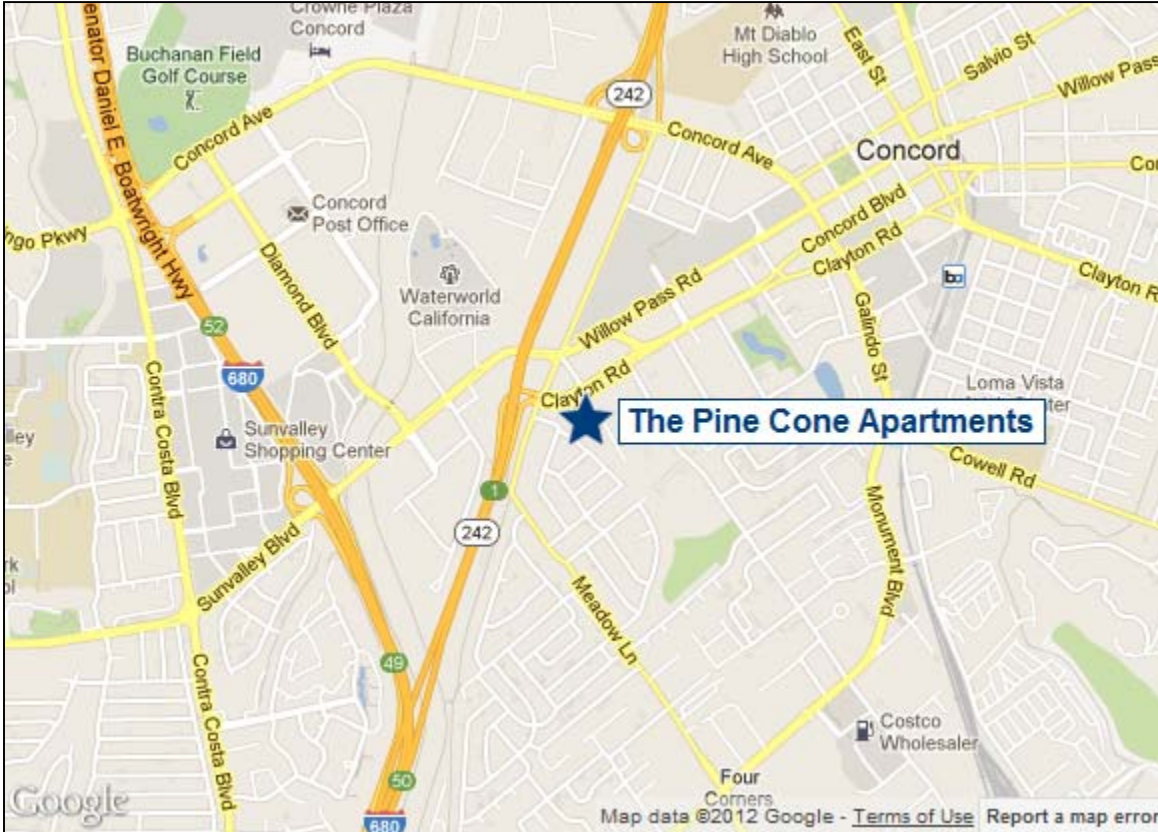 Crowne Plaza
Concord
Mt Diablo
High School
East St
Salvio St
Willow Pass
enator Daniel E. Boatwright Hwy
Buchanan Field
Golf Course
242
Concord Ave
Concord Ave
Concord
Concord
Post Office
Concord Blvd
Clayton Rd
Clayton R
Cou
ngo Pkwy
Diamond Blvd
Waterworld
California
Willow Pass Rd
Galindo St
52
680
Contra Costa Blvd
Clayton Rd
The Pine Cone Apartments
Loma Vista
Sunvalley
Shopping Center
Cowell Rd
1
242
Monument Blvd
Sunvalley Blvd
Meadow Ln
49
Contra Costa Blvd
Costco
Wholesaler
50
Four
Corners
680
Google
Map data ©2012 Google - Terms of Use
Report a map error